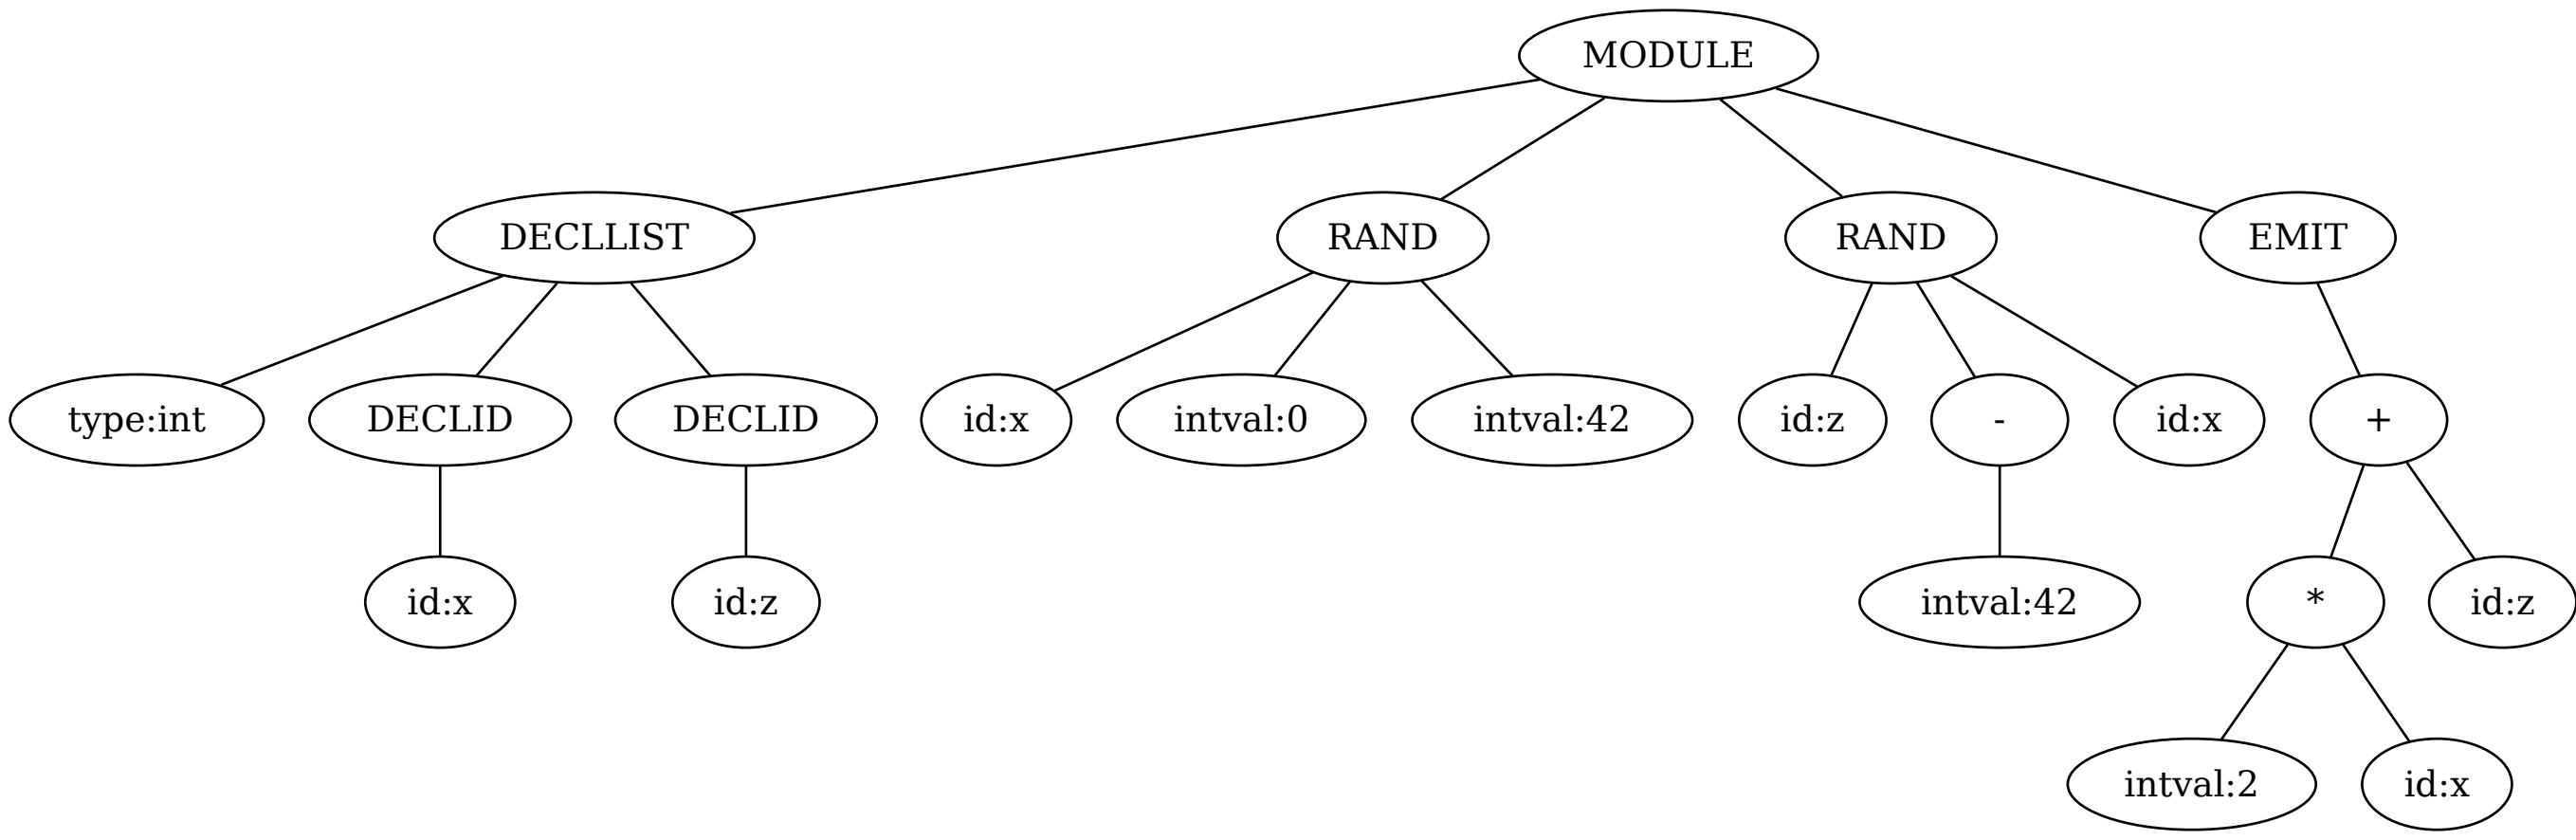 MODULE
DECLLIST RAND RAND EMIT
type:int DECLID DECLID id:x intval:0 intval:42 id:z - id:x +
id:x id:z intval:42 * id:z
intval:2 id:x